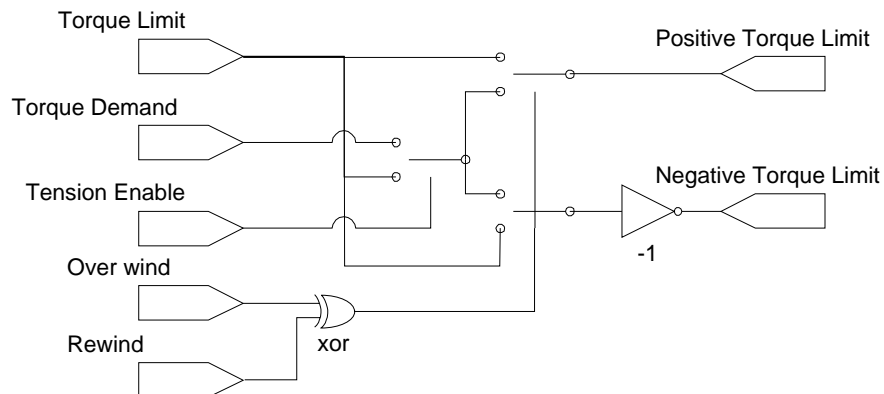 Torque Limit
Positive Torque Limit
Torque Demand
Tension Enable
Negative Torque Limit
-1
Over wind
Rewind
xor